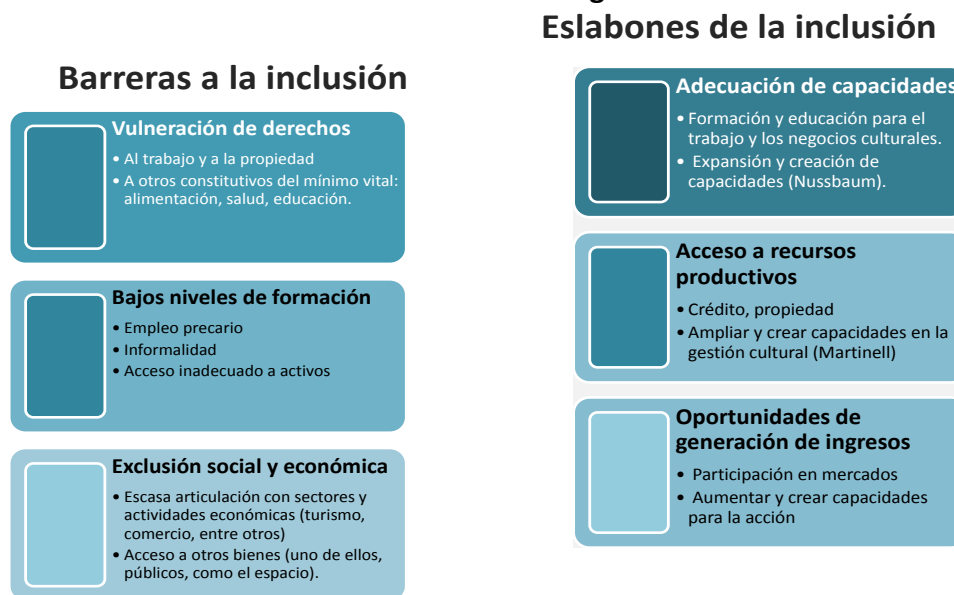 Barreras a la inclusión
Vulneración de derechos
• Al trabajo y a la propiedad
• A otros constitutivos del mínimo vital:
alimentación, salud, educación.
Bajos niveles de formación
• Empleo precario
• Informalidad
• Acceso inadecuado a activos
Exclusión social y económica
• Escasa articulación con sectores y
actividades económicas (turismo,
comercio, entre otros)
• Acceso a otros bienes (uno de ellos,
públicos, como el espacio).
Eslabones de la inclusión
Adecuación de capacidades
• Formación y educación para el
trabajo y los negocios culturales.
• Expansión y creación de
capacidades (Nussbaum).
Acceso a recursos
productivos
• Crédito, propiedad
• Ampliar y crear capacidades en la
gestión cultural (Martinell)
Oportunidades de
generación de ingresos
• Participación en mercados
• Aumentar y crear capacidades
para la acción